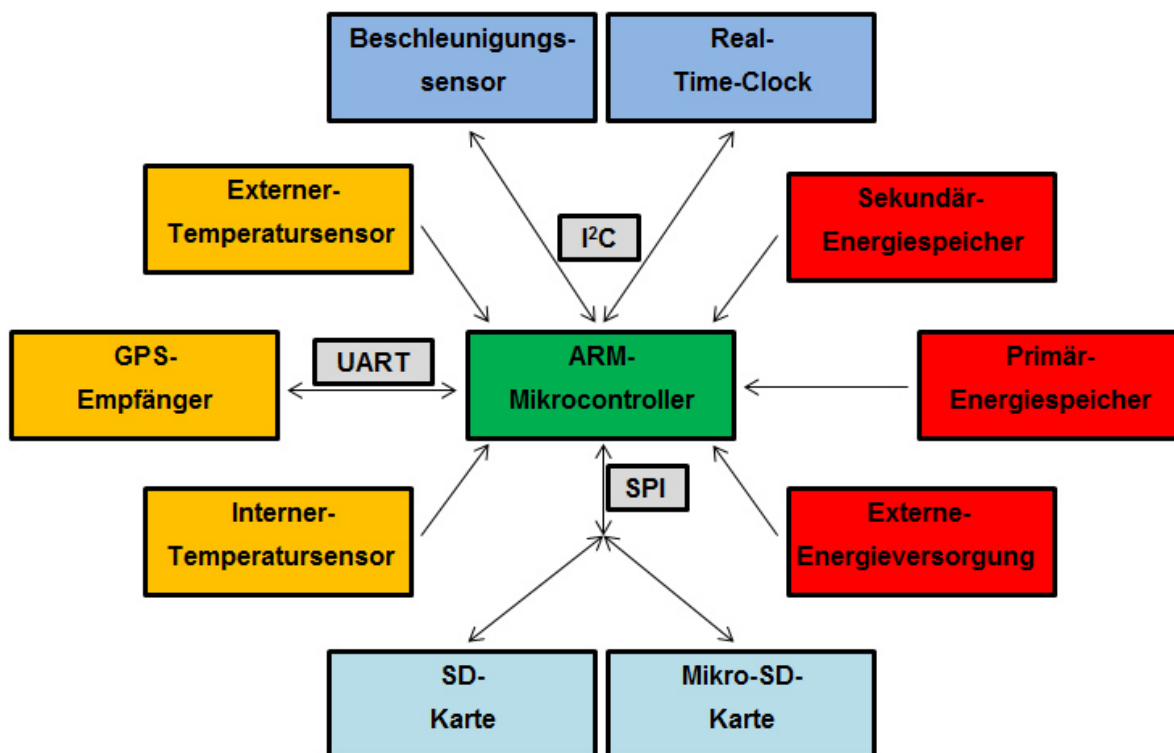 Beschleunigungs-
sensor
Real-
Time-Clock
Externer-
Temperatursensor
I²C
Sekundär-
Energiespeicher
GPS-
Empfänger
UART
ARM-
Mikrocontroller
Primär-
Energiespeicher
Interner-
Temperatursensor
SPI
Externe-
Energieversorgung
SD-
Karte
Mikro-SD-
Karte